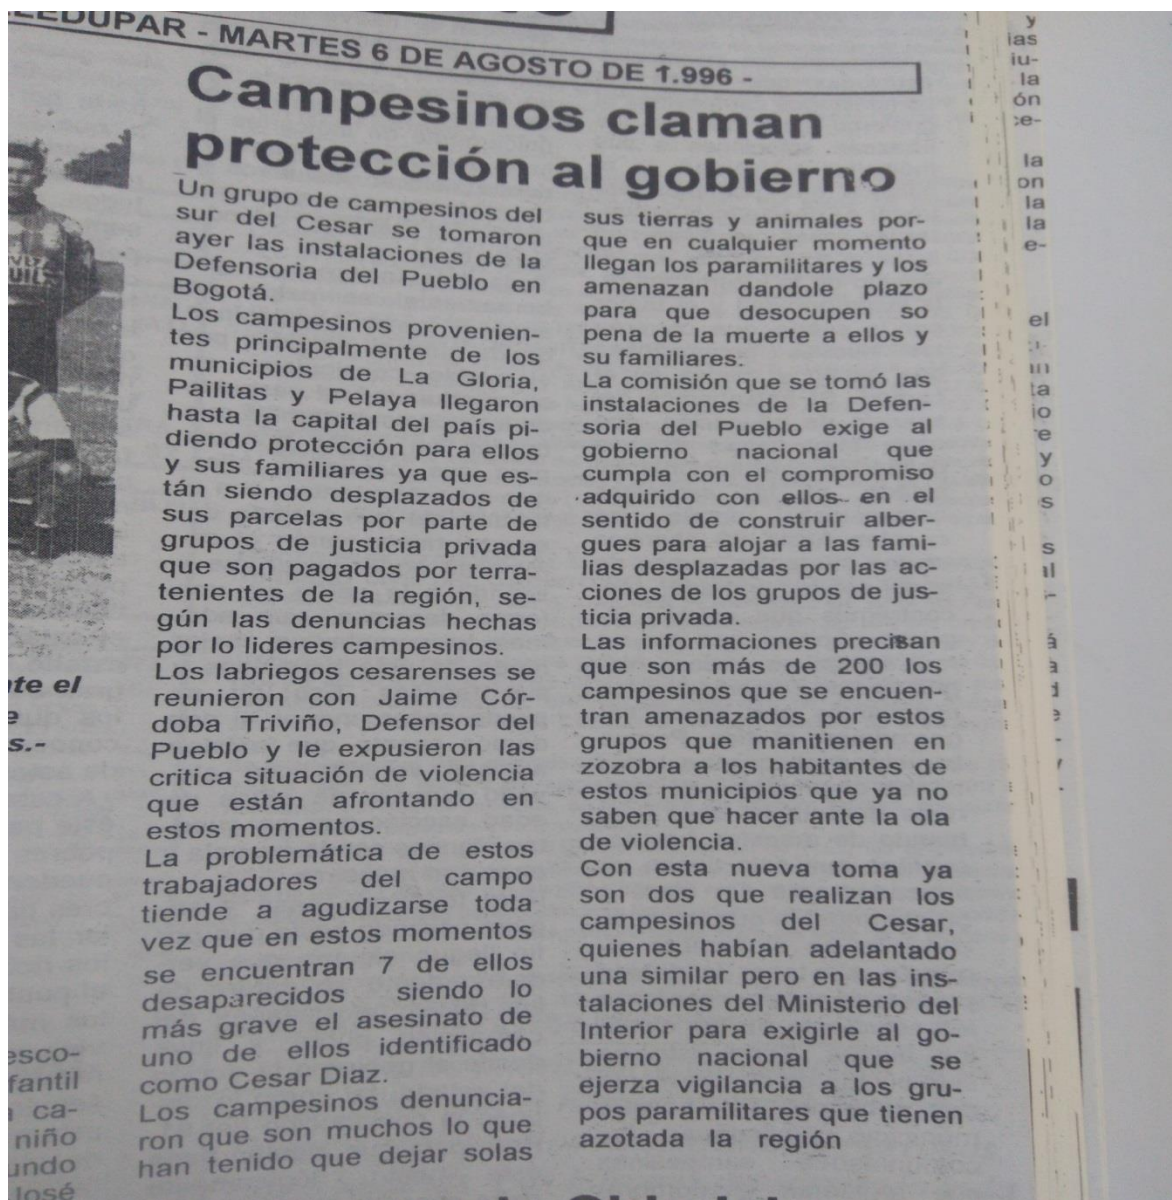 LEDUPAR - MARTES 6 DE AGOSTO DE 1.996 -
Campesinos claman
protección al gobierno
Un grupo de campesinos del
sur del Cesar se tomaron
ayer las instalaciones de la
Defensoria del Pueblo en
Bogotá.
Los campesinos provenien-
tes principalmente de los
municipios de La Gloria,
Pailitas y Pelaya llegaron
hasta la capital del país pi-
diendo protección para ellos
y sus familiares ya que es-
tán siendo desplazados de
sus parcelas por parte de
grupos de justicia privada
que son pagados por terra-
tenientes de la región, se-
gún las denuncias hechas
por lo lideres campesinos.
Los labriegos cesarenses se
reunieron con Jaime Cór-
doba Triviño, Defensor del
Pueblo y le expusieron las
critica situación de violencia
que están afrontando en
estos momentos.
La problemática de estos
trabajadores del campo
tiende a agudizarse toda
vez que en estos momentos
se encuentran 7 de ellos
desaparecidos siendo lo
más grave el asesinato de
uno de ellos identificado
como Cesar Diaz.
Los campesinos denuncia-
ron que son muchos lo que
han tenido que dejar solas
sus tierras y animales por-
que en cualquier momento
llegan los paramilitares y los
amenazan dandole plazo
para que desocupen so
pena de la muerte a ellos y
su familiares.
La comisión que se tomó las
instalaciones de la Defen-
soria del Pueblo exige al
gobierno nacional que
cumpla con el compromiso
adquirido con ellos en el
sentido de construir alber-
gues para alojar a las fami-
lias desplazadas por las ac-
ciones de los grupos de jus-
ticia privada.
Las informaciones precisan
que son más de 200 los
campesinos que se encuen-
tran amenazados por estos
grupos que manitienen en
zozobra a los habitantes de
estos municipios que ya no
saben que hacer ante la ola
de violencia.
Con esta nueva toma ya
son dos que realizan los
campesinos del Cesar,
quienes habían adelantado
una similar pero en las ins-
talaciones del Ministerio del
Interior para exigirle al go-
bierno nacional que se
ejerza vigilancia a los gru-
pos paramilitares que tienen
azotada la región
nte el
e
s.-
esco-
fantil
ca-
niño
undo
José